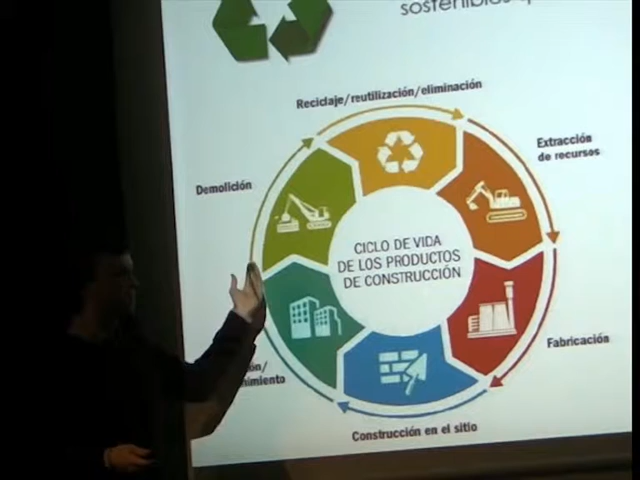 sostenibles
Reciclaje/reutilización/eliminación
Extracción
de recursos
Demolición
CICLO DE VIDA
DE LOS PRODUCTOS
DE CONSTRUCCIÓN
Fabricación
Construcción en el sitio